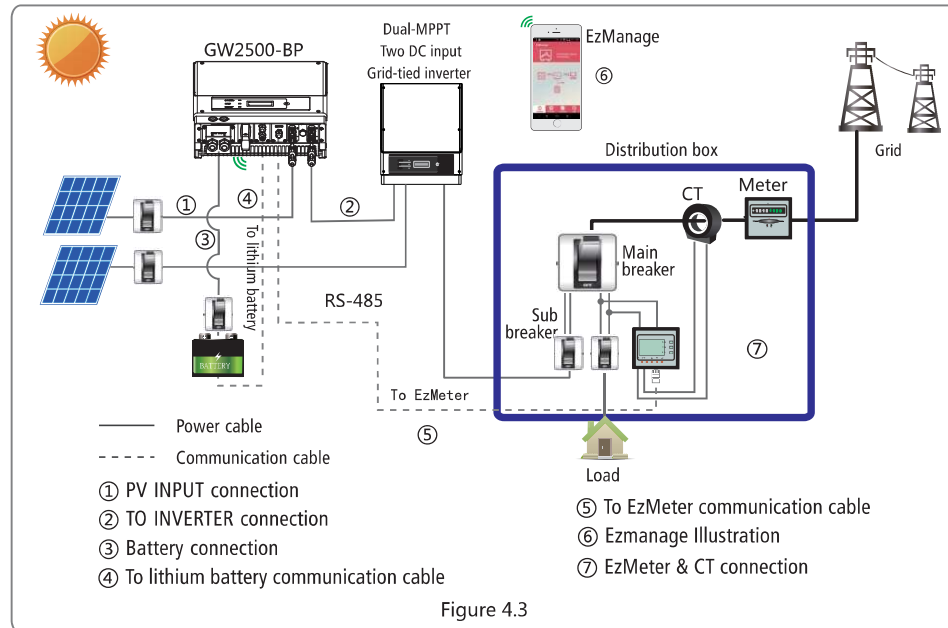 GW2500-BP
Dual-MPPT
Two DC input
Grid-tied inverter
EzManage
⑥
Grid
Distribution box
CT
Meter
Main
breaker
Sub
breaker
①
④
②
③
To lithium battery
RS-485
BATTERY
⑦
To EzMeter
⑤
Load
Power cable
Communication cable
① PV INPUT connection
② TO INVERTER connection
③ Battery connection
④ To lithium battery communication cable
⑤ To EzMeter communication cable
⑥ Ezmanage Illustration
⑦ EzMeter & CT connection
Figure 4.3